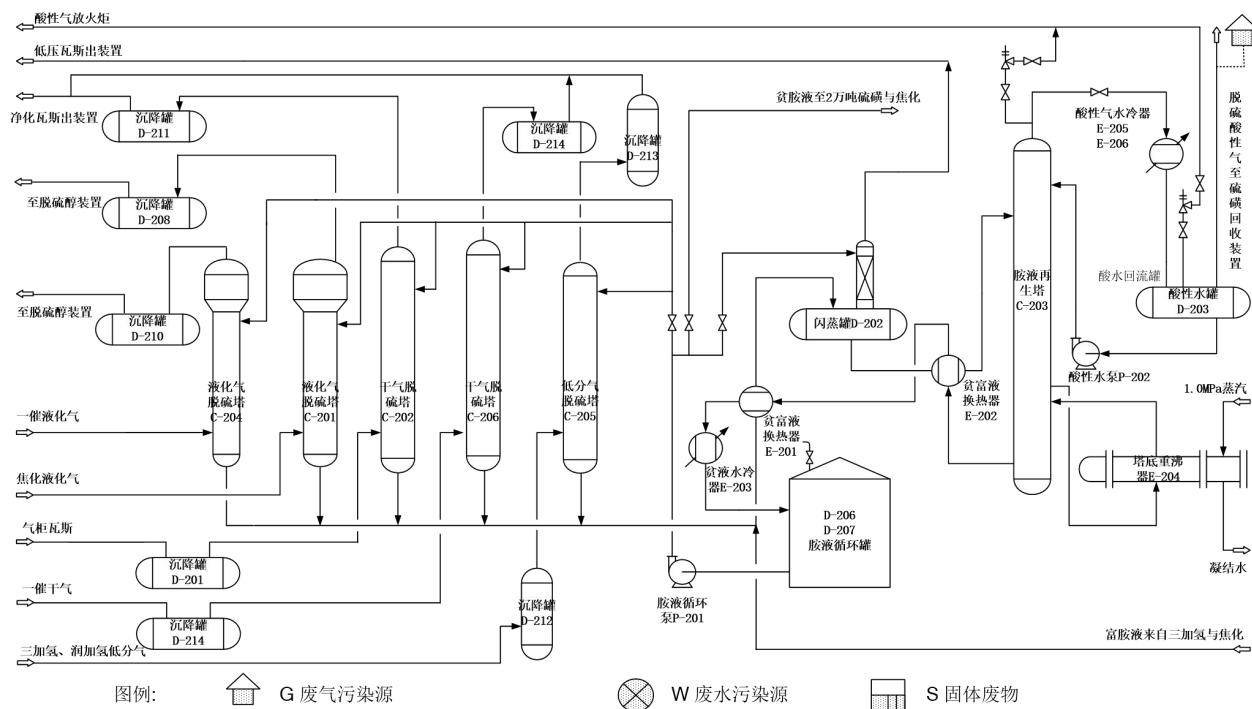 酸性气放火炬
低压瓦斯出装置
净化瓦斯出装置
沉降罐
D-211
沉降罐
D-214
沉降罐
D-213
贫胺液至2万吨硫磺与焦化
酸性气水冷器
E-205
E-206
脱硫酸性气至硫磺回收装置
至脱硫醇装置
沉降罐
D-208
至脱硫醇装置
沉降罐
D-210
闪蒸罐D-202
胺液再
生塔
C-203
酸水回流罐
酸性水罐
D-203
酸性水泵P-202
液化气
脱硫塔
C-204
液化气
脱硫塔
C-201
干气脱
硫塔
C-202
干气脱
硫塔
C-206
低分气
脱硫塔
C-205
贫富液
换热器
E-202
贫富液
换热器
E-201
贫液水冷
器E-203
1.0MPa蒸汽
塔底重沸
器E-204
凝结水
一催液化气
焦化液化气
气柜瓦斯
沉降罐
D-201
一催干气
沉降罐
D-214
沉降罐
D-212
三加氢、润加氢低分气
D-206
D-207
胺液循环罐
胺液循环
泵P-201
富胺液来自三加氢与焦化
图例:
G 废气污染源
W 废水污染源
S 固体废物